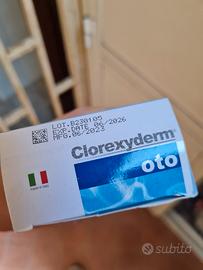 LOT.B230105
EXP.DATE 06/2026
MFG.06/2023
Clorexyderm®
oto
subito